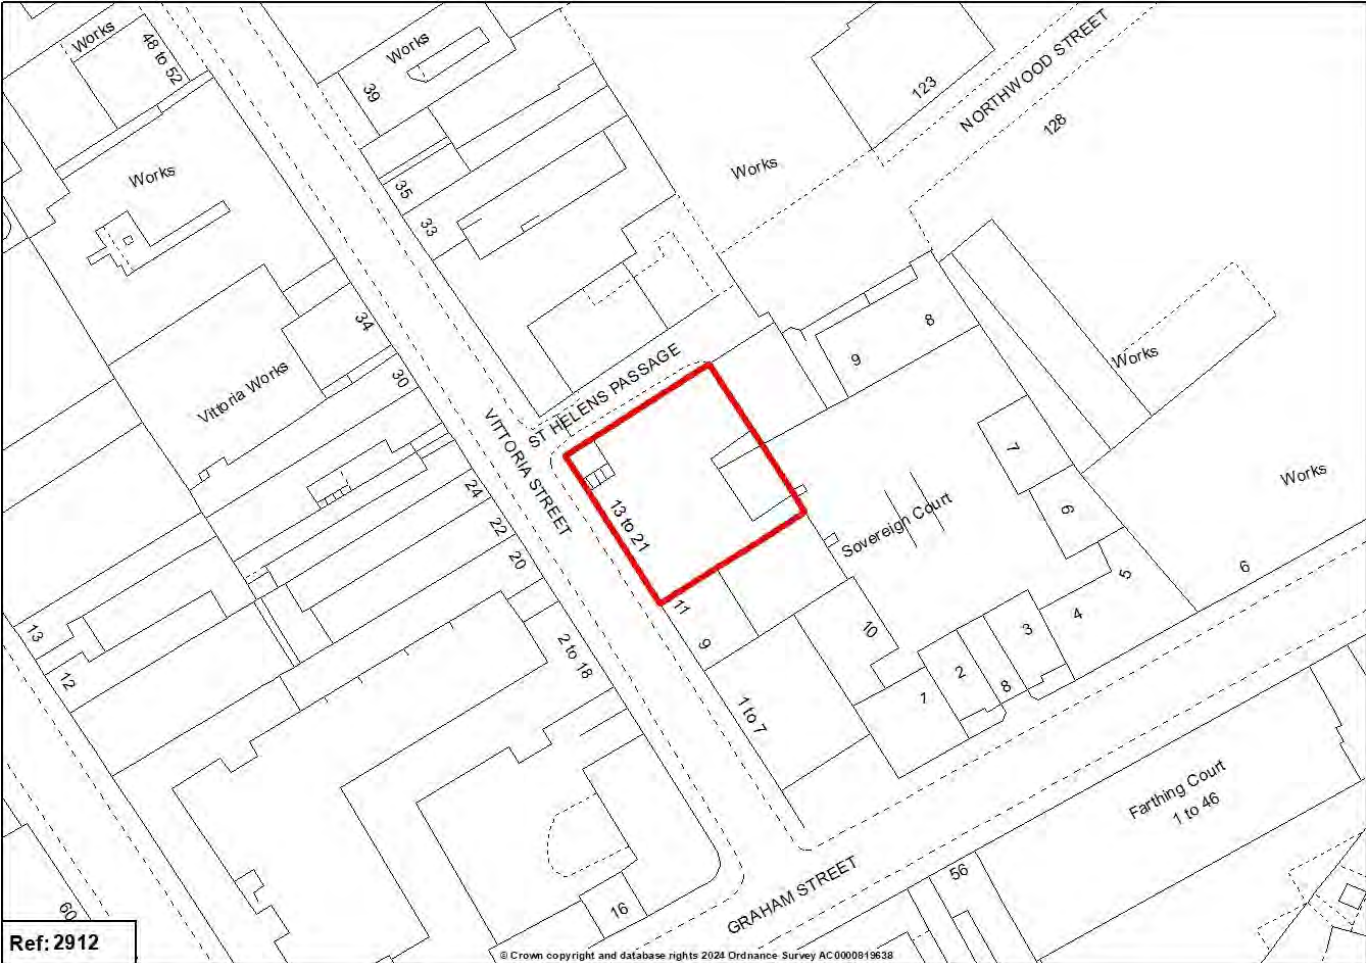 Works
48 to 52
Works
39
123
NORTHWOOD STREET
128
Works
Works
35
33
34
Vittoria Works
30
ST HELENS PASSAGE
9
8
Works
VITTORIA STREET
7
Works
24
22
20
13 to 21
Sovereign Court
6
5
6
13
12
2 to 18
11
9
10
3
4
2
8
1
1 to 7
Farthing Court
1 to 46
GRAHAM STREET
56
16
60
Ref: 2912
© Crown copyright and database rights 2024 Ordnance Survey AC0000819638